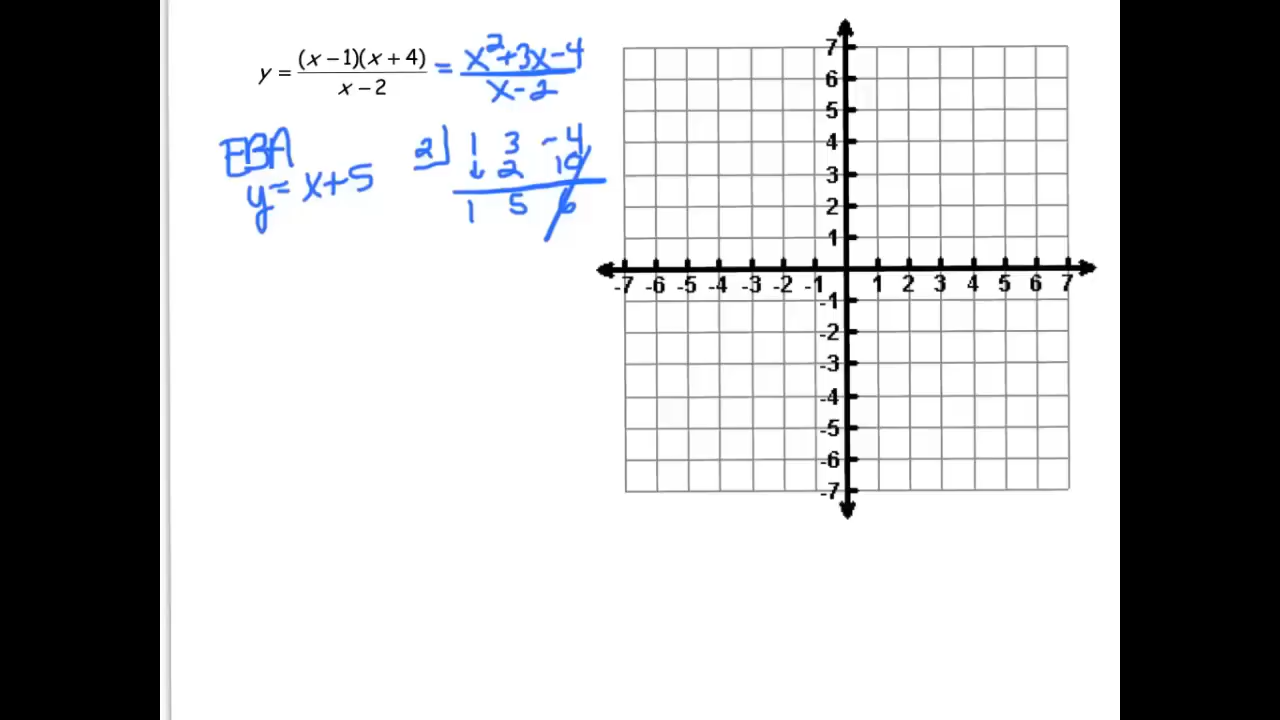 y = (x − 1)(x + 4) / x − 2 = x²+3x−4 / x−2
EBA
y = x+5
2 | 1 3 -4
↓ 2 10
1 5 6
7
6
5
4
3
2
1
-7 -6 -5 -4 -3 -2 -1 1 2 3 4 5 6 7
-1
-2
-3
-4
-5
-6
-7